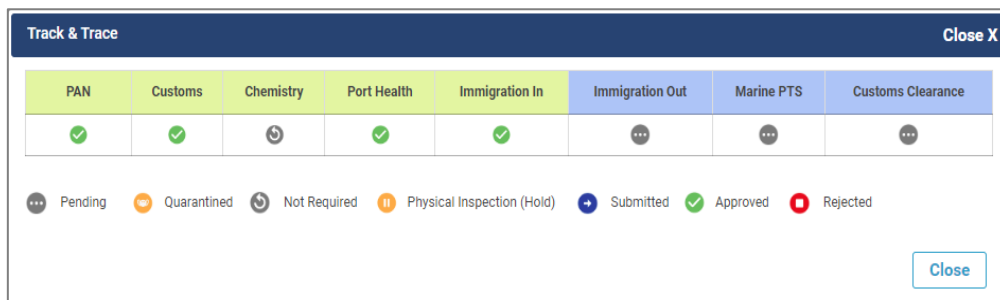 Track & Trace Close X
PAN Customs Chemistry Port Health Immigration In Immigration Out Marine PTS Customs Clearance
Pending Quarantined Not Required Physical Inspection (Hold) Submitted Approved Rejected
Close